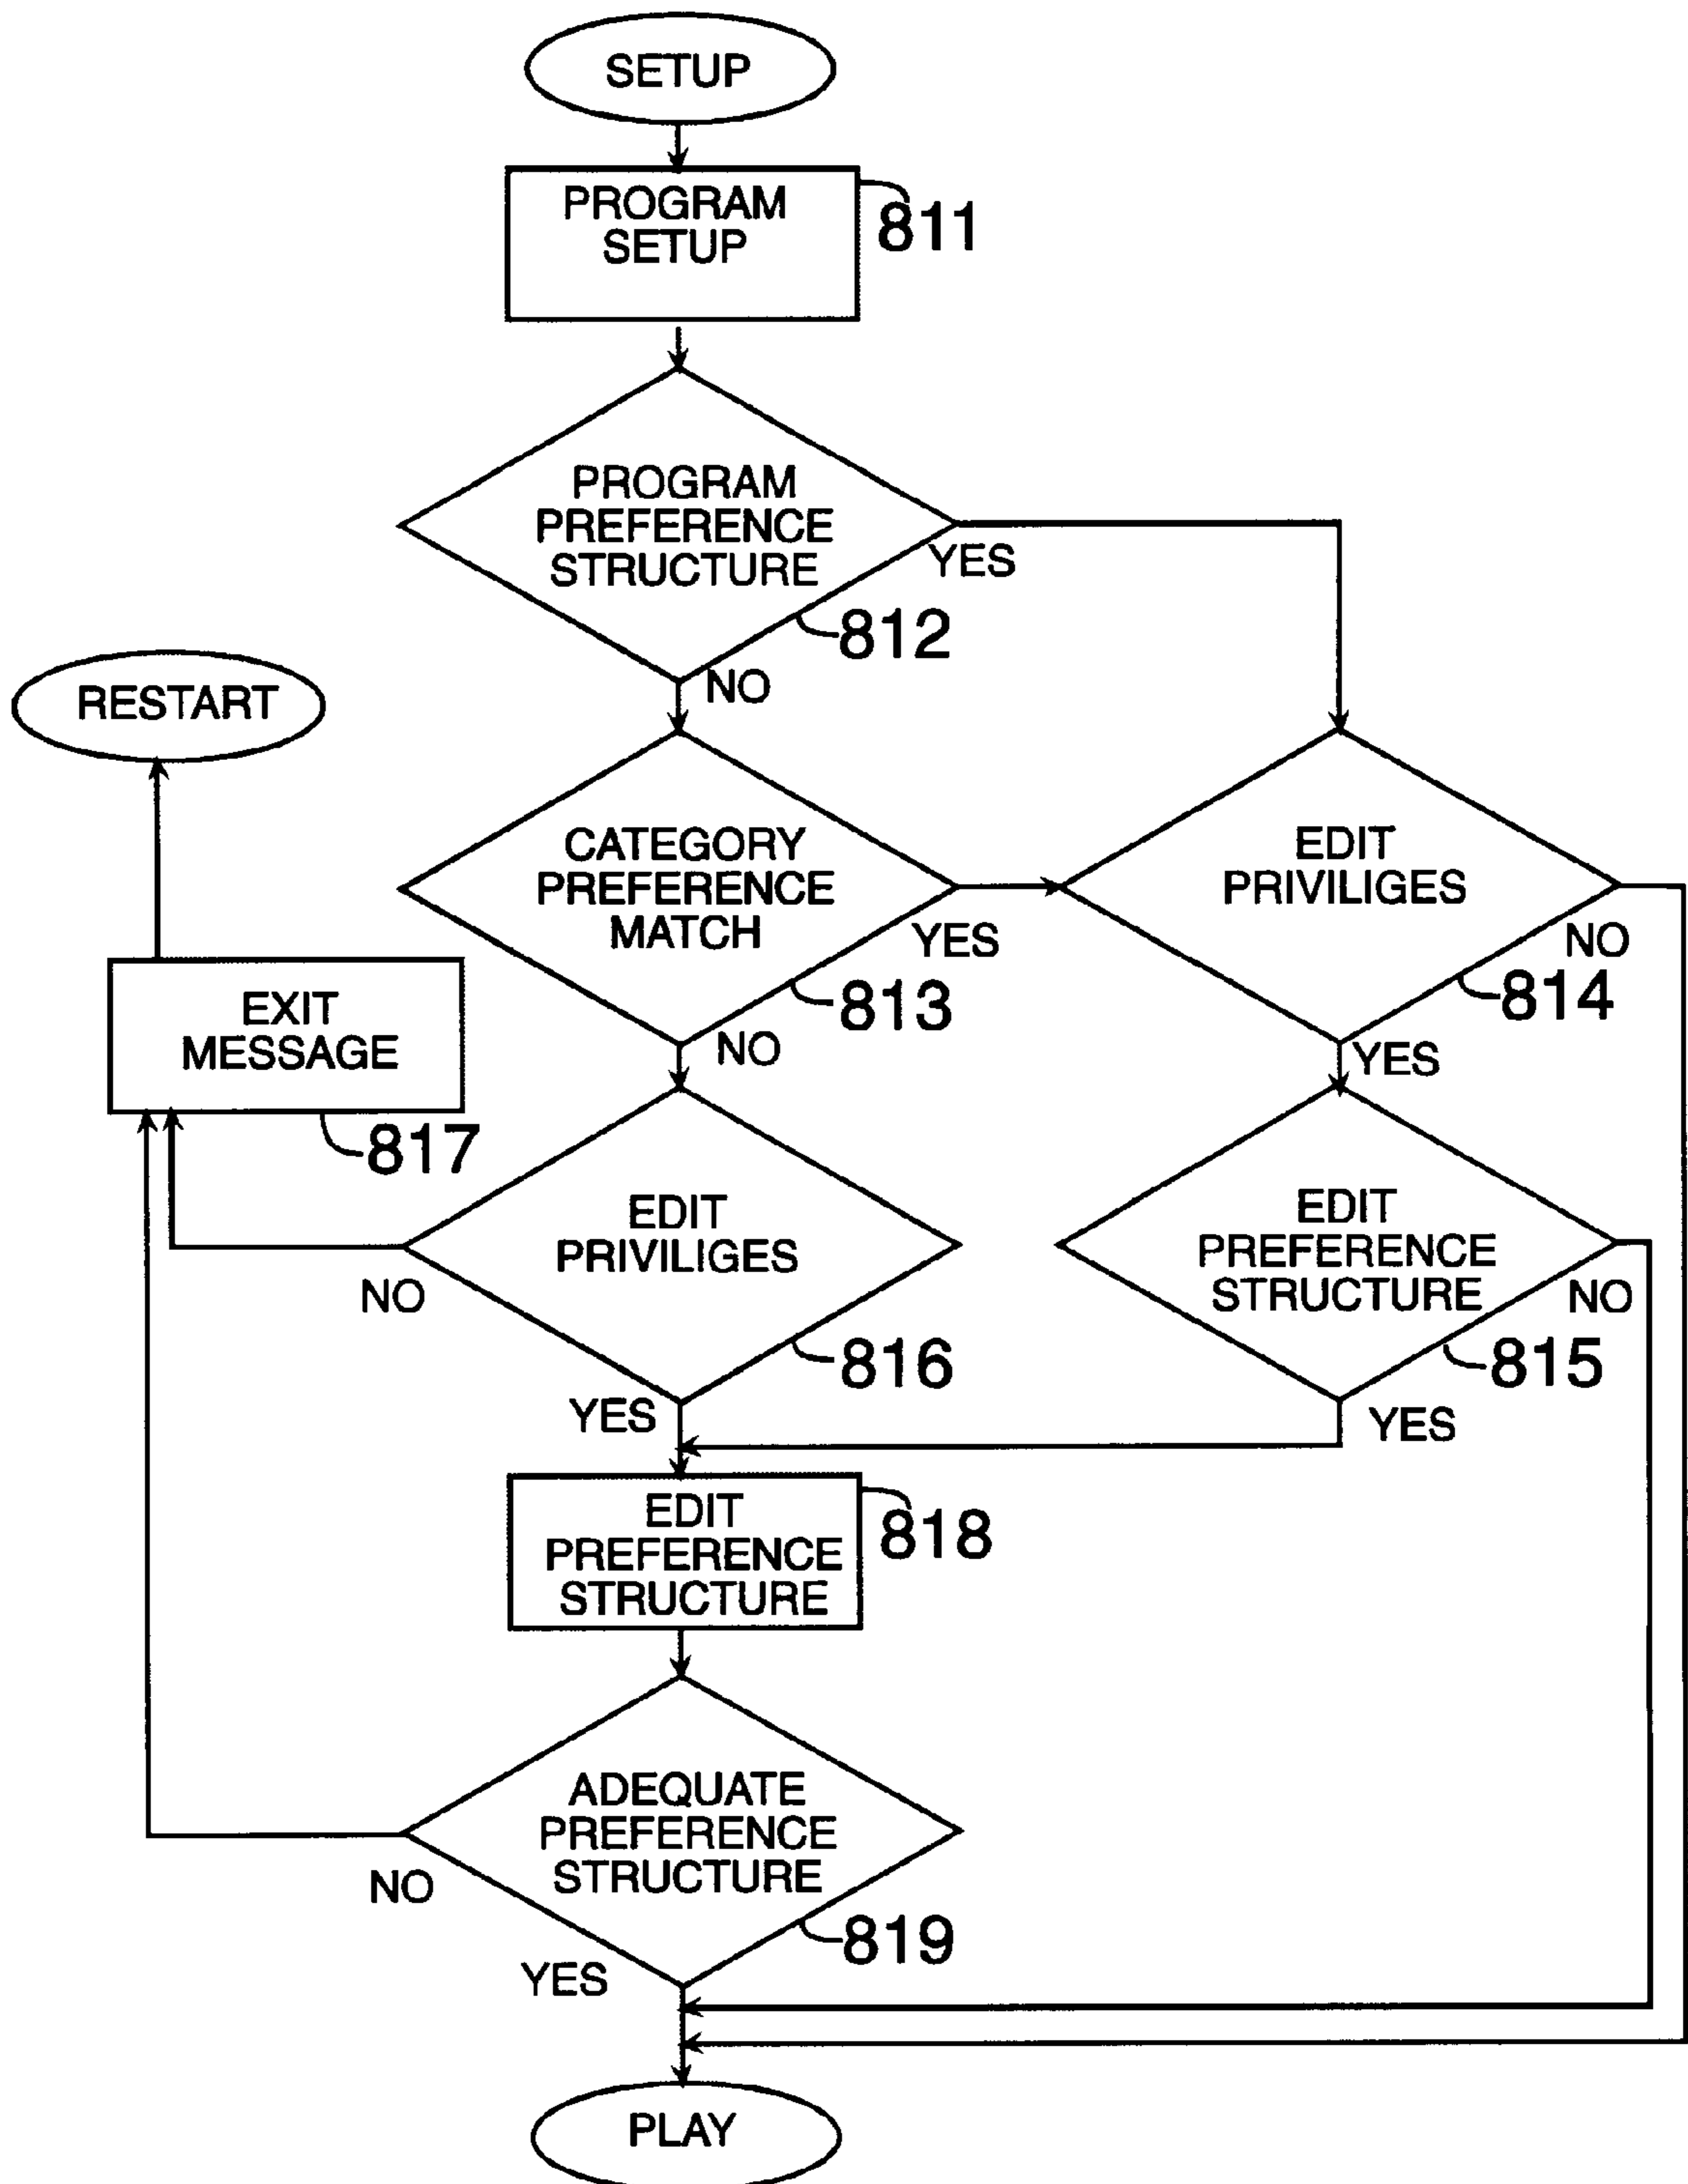 SETUP
PROGRAM
SETUP
811
PROGRAM
PREFERENCE
STRUCTURE
YES
812
NO
RESTART
CATEGORY
PREFERENCE
MATCH
YES
813
NO
EDIT
PRIVILIGES
NO
814
YES
EXIT
MESSAGE
817
EDIT
PRIVILIGES
NO
816
YES
EDIT
PREFERENCE
STRUCTURE
NO
815
YES
EDIT
PREFERENCE
STRUCTURE
818
ADEQUATE
PREFERENCE
STRUCTURE
NO
819
YES
PLAY